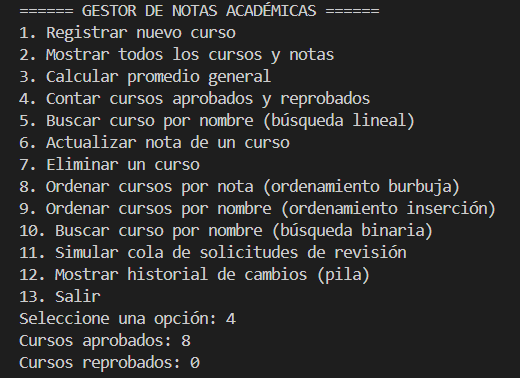 ====== GESTOR DE NOTAS ACADÉMICAS ======
1. Registrar nuevo curso
2. Mostrar todos los cursos y notas
3. Calcular promedio general
4. Contar cursos aprobados y reprobados
5. Buscar curso por nombre (búsqueda lineal)
6. Actualizar nota de un curso
7. Eliminar un curso
8. Ordenar cursos por nota (ordenamiento burbuja)
9. Ordenar cursos por nombre (ordenamiento inserción)
10. Buscar curso por nombre (búsqueda binaria)
11. Simular cola de solicitudes de revisión
12. Mostrar historial de cambios (pila)
13. Salir
Seleccione una opción: 4
Cursos aprobados: 8
Cursos reprobados: 0